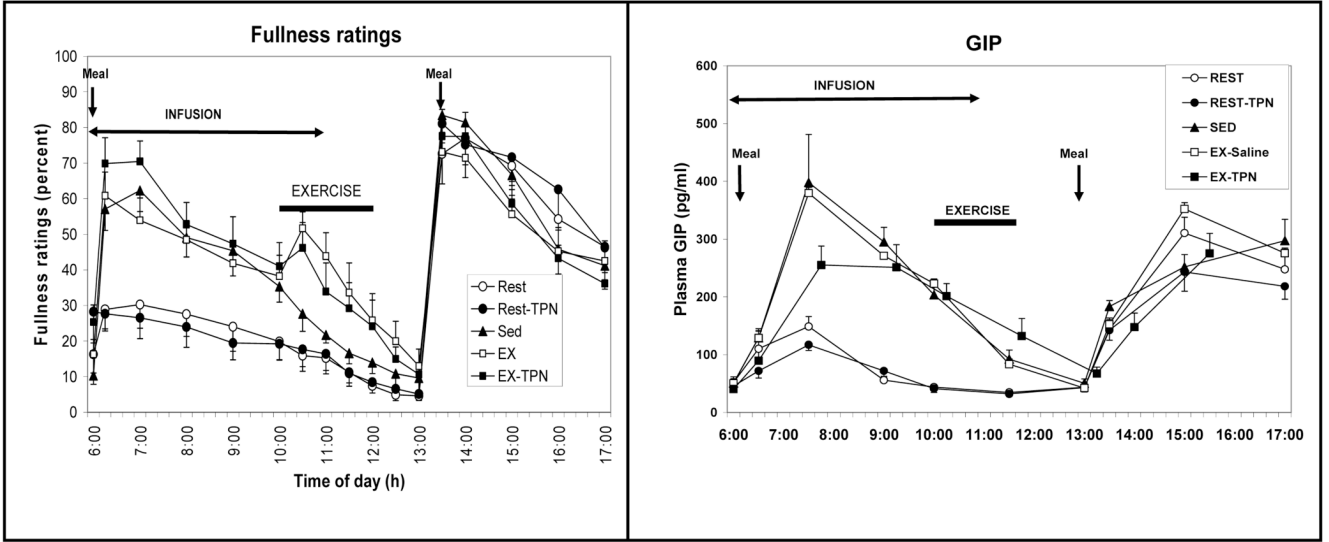 Fullness ratings
100
90
80
70
60
50
40
30
20
10
0
Fullness ratings (percent)
Meal
INFUSION
EXERCISE
Meal
Rest
Rest-TPN
Sed
EX
EX-TPN
6:00
7:00
8:00
9:00
10:00
11:00
12:00
13:00
14:00
15:00
16:00
17:00
Time of day (h)
GIP
600
500
400
300
200
100
0
Plasma GIP (pg/ml)
INFUSION
Meal
EXERCISE
Meal
REST
REST-TPN
SED
EX-Saline
EX-TPN
6:00 7:00 8:00 9:00 10:00 11:00 12:00 13:00 14:00 15:00 16:00 17:00